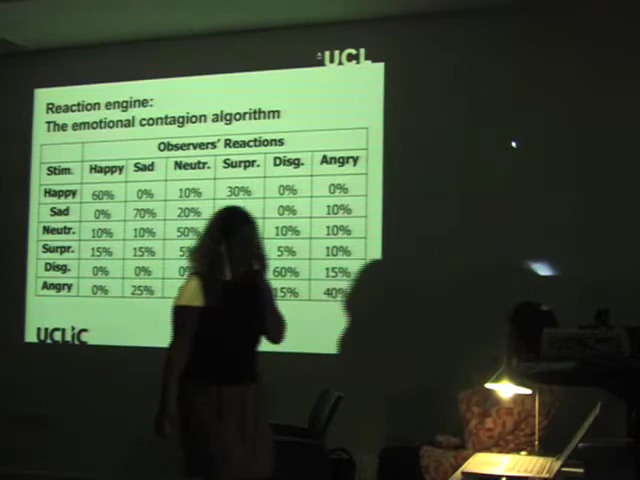 UCL
Reaction engine:
The emotional contagion algorithm
Observers' Reactions
Stim. Happy Sad Neutr. Surpr. Disg. Angry
Happy 60% 0% 10% 30% 0% 0%
Sad 0% 70% 20% 0% 10%
Neutr. 10% 10% 50% 10% 10%
Surpr. 15% 15% 5% 10%
Disg. 0% 0% 60% 15%
Angry 0% 25% 15%
UCLIC